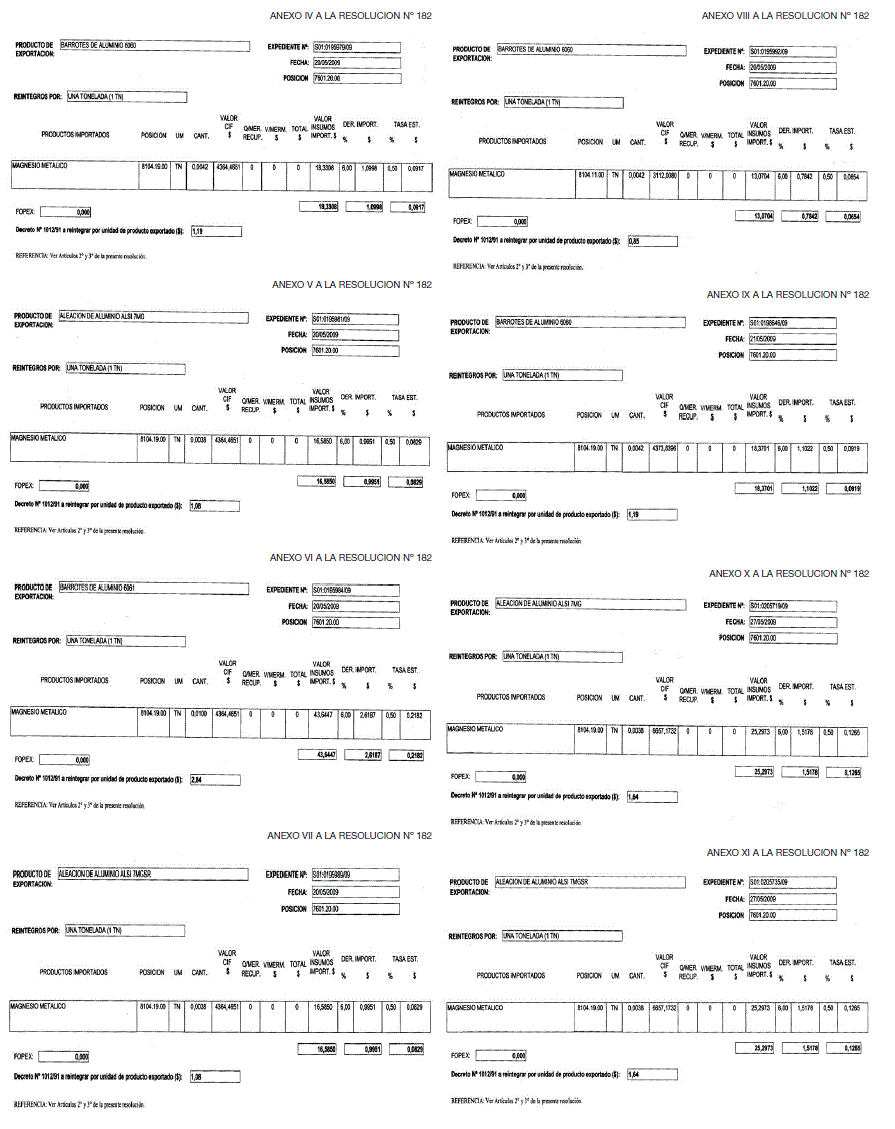 ANEXO IV A LA RESOLUCION Nº 182
PRODUCTO DE EXPORTACION: BARROTES DE ALUMINIO 6060
EXPEDIENTE Nº: S01:0195979/09
FECHA: 20/05/2009
POSICION 7601.20.00
REINTEGROS POR: UNA TONELADA (1 TN)
PRODUCTOS IMPORTADOS POSICION UM CANT. VALOR CIF $ Q/MER. RECUP. V/MERM. $ TOTAL $ VALOR INSUMOS IMPORT. $ DER. IMPORT. % $ TASA EST. % $
MAGNESIO METALICO 8104.19.00 TN 0,0042 4364,4651 0 0 0 18,3308 6,00 1,0998 0,50 0,0917
18,3308 1,0998 0,0917
FOPEX: 0,000
Decreto Nº 1012/91 a reintegrar por unidad de producto exportado ($): 1,19
REFERENCIA: Ver Artículos 2º y 3º de la presente resolución.
ANEXO V A LA RESOLUCION Nº 182
PRODUCTO DE EXPORTACION: ALEACION DE ALUMINIO ALSI 7MG
EXPEDIENTE Nº: S01:0195981/09
FECHA: 20/05/2009
POSICION 7601.20.00
REINTEGROS POR: UNA TONELADA (1 TN)
PRODUCTOS IMPORTADOS POSICION UM CANT. VALOR CIF $ Q/MER. RECUP. V/MERM. $ TOTAL $ VALOR INSUMOS IMPORT. $ DER. IMPORT. % $ TASA EST. % $
MAGNESIO METALICO 8104.19.00 TN 0,0038 4364,4651 0 0 0 16,5850 6,00 0,9951 0,50 0,0829
16,5850 0,9951 0,0829
FOPEX: 0,000
Decreto Nº 1012/91 a reintegrar por unidad de producto exportado ($): 1,08
REFERENCIA: Ver Artículos 2º y 3º de la presente resolución.
ANEXO VI A LA RESOLUCION Nº 182
PRODUCTO DE EXPORTACION: BARROTES DE ALUMINIO 6061
EXPEDIENTE Nº: S01:0195984/09
FECHA: 20/05/2009
POSICION 7601.20.00
REINTEGROS POR: UNA TONELADA (1 TN)
PRODUCTOS IMPORTADOS POSICION UM CANT. VALOR CIF $ Q/MER. RECUP. V/MERM. $ TOTAL $ VALOR INSUMOS IMPORT. $ DER. IMPORT. % $ TASA EST. % $
MAGNESIO METALICO 8104.19.00 TN 0,0100 4364,4651 0 0 0 43,6447 6,00 2,6187 0,50 0,2182
43,6447 2,6187 0,2182
FOPEX: 0,000
Decreto Nº 1012/91 a reintegrar por unidad de producto exportado ($): 2,84
REFERENCIA: Ver Artículos 2º y 3º de la presente resolución.
ANEXO VII A LA RESOLUCION Nº 182
PRODUCTO DE EXPORTACION: ALEACION DE ALUMINIO ALSI 7MGSR
EXPEDIENTE Nº: S01:0195989/09
FECHA: 20/05/2009
POSICION 7601.20.00
REINTEGROS POR: UNA TONELADA (1 TN)
PRODUCTOS IMPORTADOS POSICION UM CANT. VALOR CIF $ Q/MER. RECUP. V/MERM. $ TOTAL $ VALOR INSUMOS IMPORT. $ DER. IMPORT. % $ TASA EST. % $
MAGNESIO METALICO 8104.19.00 TN 0,0038 4364,4651 0 0 0 16,5850 6,00 0,9951 0,50 0,0829
16,5850 0,9951 0,0829
FOPEX: 0,000
Decreto Nº 1012/91 a reintegrar por unidad de producto exportado ($): 1,08
REFERENCIA: Ver Artículos 2º y 3º de la presente resolución.
ANEXO VIII A LA RESOLUCION Nº 182
PRODUCTO DE EXPORTACION: BARROTES DE ALUMINIO 6060
EXPEDIENTE Nº: S01:0195992/09
FECHA: 20/05/2009
POSICION 7601.20.00
REINTEGROS POR: UNA TONELADA (1 TN)
PRODUCTOS IMPORTADOS POSICION UM CANT. VALOR CIF $ Q/MER. RECUP. V/MERM. $ TOTAL $ VALOR INSUMOS IMPORT. $ DER. IMPORT. % $ TASA EST. % $
MAGNESIO METALICO 8104.11.00 TN 0,0042 3112,0080 0 0 0 13,0704 6,00 0,7842 0,50 0,0654
13,0704 0,7842 0,0654
FOPEX: 0,000
Decreto Nº 1012/91 a reintegrar por unidad de producto exportado ($): 0,85
REFERENCIA: Ver Artículos 2º y 3º de la presente resolución.
ANEXO IX A LA RESOLUCION Nº 182
PRODUCTO DE EXPORTACION: BARROTES DE ALUMINIO 6060
EXPEDIENTE Nº: S01:0198646/09
FECHA: 21/05/2009
POSICION 7601.20.00
REINTEGROS POR: UNA TONELADA (1 TN)
PRODUCTOS IMPORTADOS POSICION UM CANT. VALOR CIF $ Q/MER. RECUP. V/MERM. $ TOTAL $ VALOR INSUMOS IMPORT. $ DER. IMPORT. % $ TASA EST. % $
MAGNESIO METALICO 8104.19.00 TN 0,0042 4373,8396 0 0 0 18,3701 6,00 1,1022 0,50 0,0919
18,3701 1,1022 0,0919
FOPEX: 0,000
Decreto Nº 1012/91 a reintegrar por unidad de producto exportado ($): 1,19
REFERENCIA: Ver Artículos 2º y 3º de la presente resolución.
ANEXO X A LA RESOLUCION Nº 182
PRODUCTO DE EXPORTACION: ALEACION DE ALUMINIO ALSI 7MG
EXPEDIENTE Nº: S01:0205719/09
FECHA: 27/05/2009
POSICION 7601.20.00
REINTEGROS POR: UNA TONELADA (1 TN)
PRODUCTOS IMPORTADOS POSICION UM CANT. VALOR CIF $ Q/MER. RECUP. V/MERM. $ TOTAL $ VALOR INSUMOS IMPORT. $ DER. IMPORT. % $ TASA EST. % $
MAGNESIO METALICO 8104.19.00 TN 0,0038 6657,1732 0 0 0 25,2973 6,00 1,5178 0,50 0,1265
25,2973 1,5178 0,1265
FOPEX: 0,000
Decreto Nº 1012/91 a reintegrar por unidad de producto exportado ($): 1,64
REFERENCIA: Ver Artículos 2º y 3º de la presente resolución.
ANEXO XI A LA RESOLUCION Nº 182
PRODUCTO DE EXPORTACION: ALEACION DE ALUMINIO ALSI 7MGSR
EXPEDIENTE Nº: S01:0205735/09
FECHA: 27/05/2009
POSICION 7601.20.00
REINTEGROS POR: UNA TONELADA (1 TN)
PRODUCTOS IMPORTADOS POSICION UM CANT. VALOR CIF $ Q/MER. RECUP. V/MERM. $ TOTAL $ VALOR INSUMOS IMPORT. $ DER. IMPORT. % $ TASA EST. % $
MAGNESIO METALICO 8104.19.00 TN 0,0038 6657,1732 0 0 0 25,2973 6,00 1,5178 0,50 0,1265
25,2973 1,5178 0,1265
FOPEX: 0,000
Decreto Nº 1012/91 a reintegrar por unidad de producto exportado ($): 1,64
REFERENCIA: Ver Artículos 2º y 3º de la presente resolución.